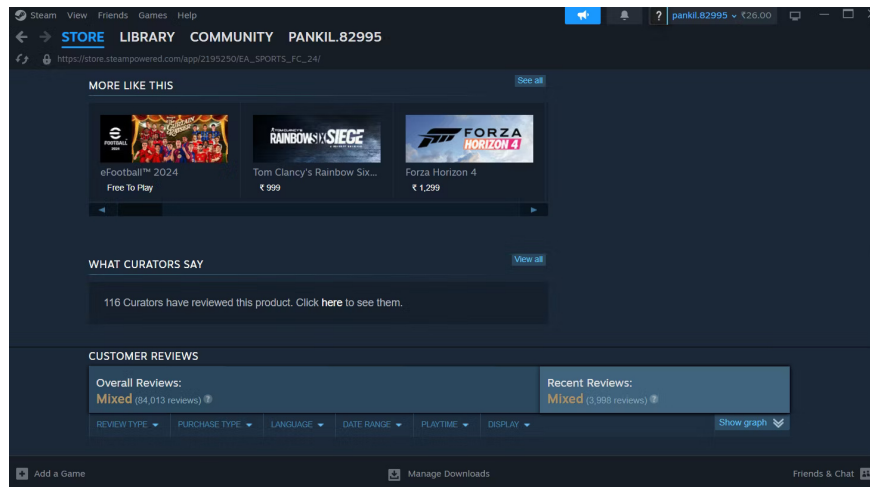 Steam View Friends Games Help
? pankil.82995 ₹26.00
STORE LIBRARY COMMUNITY PANKIL.82995
https://store.steampowered.com/app/2195250/EA_SPORTS_FC_24/
MORE LIKE THIS See all
FOOTBALL
2024
RAINBOWSIX SIEGE
FORZA
HORIZON 4
eFootball™ 2024 Tom Clancy's Rainbow Six... Forza Horizon 4
Free To Play ₹ 999 ₹ 1,299
WHAT CURATORS SAY View all
116 Curators have reviewed this product. Click here to see them.
CUSTOMER REVIEWS
Overall Reviews: Recent Reviews:
Mixed (84,013 reviews) ? Mixed (3,998 reviews) ?
REVIEW TYPE PURCHASE TYPE LANGUAGE DATE RANGE PLAYTIME DISPLAY Show graph
Add a Game Manage Downloads Friends & Chat